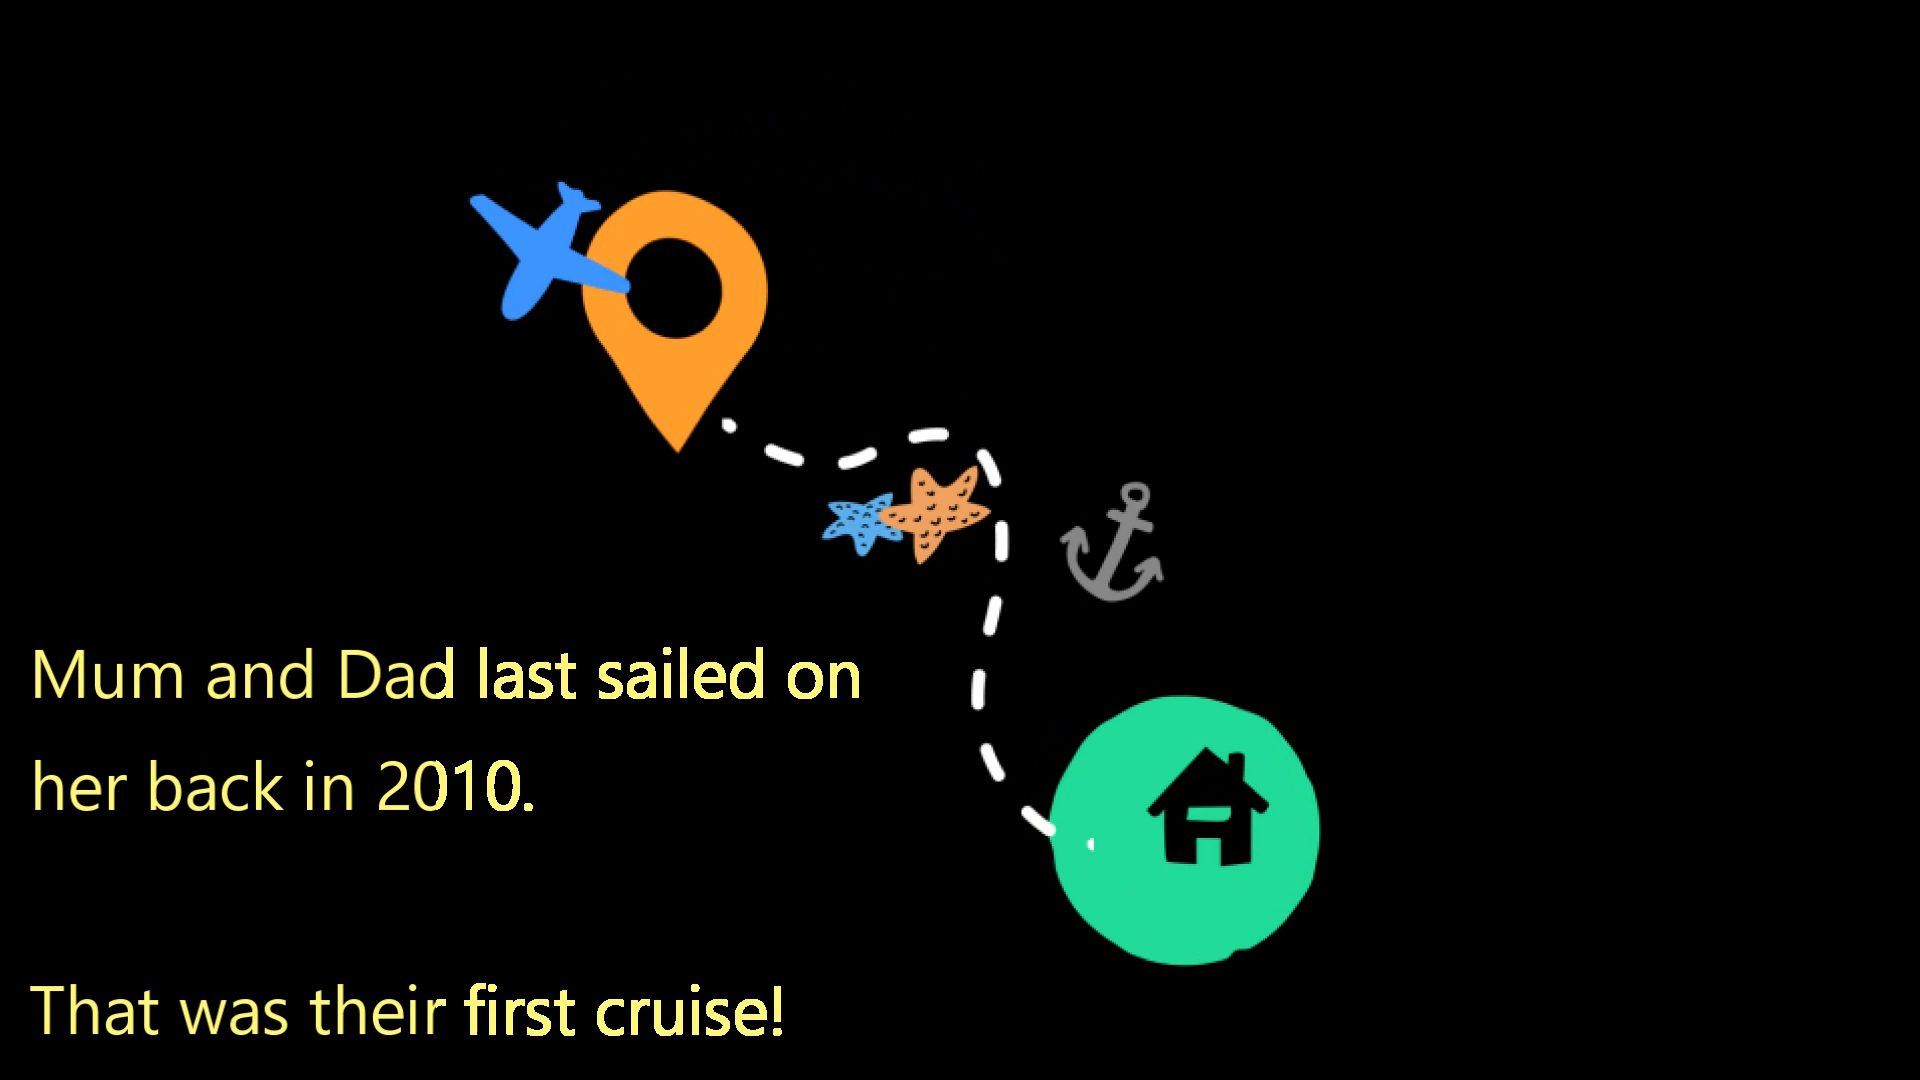 Mum and Dad last sailed on
her back in 2010.
That was their first cruise!